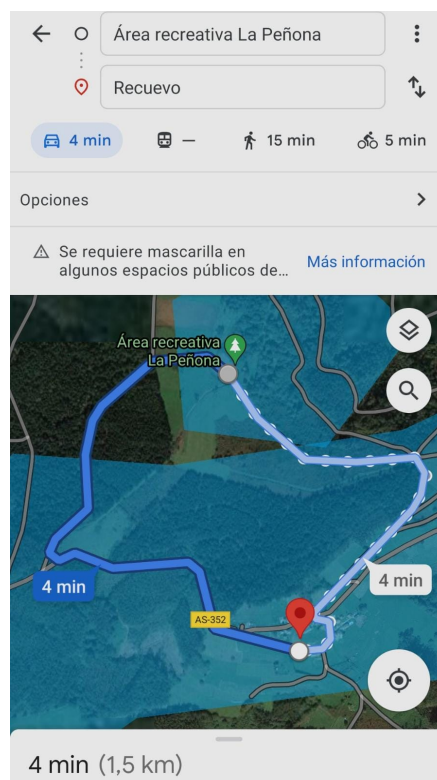 Área recreativa La Peñona
Recuevo
4 min
—
15 min
5 min
Opciones
Se requiere mascarilla en
algunos espacios públicos de…
Más información
Área recreativa
La Peñona
4 min
4 min
AS-352
4 min (1,5 km)